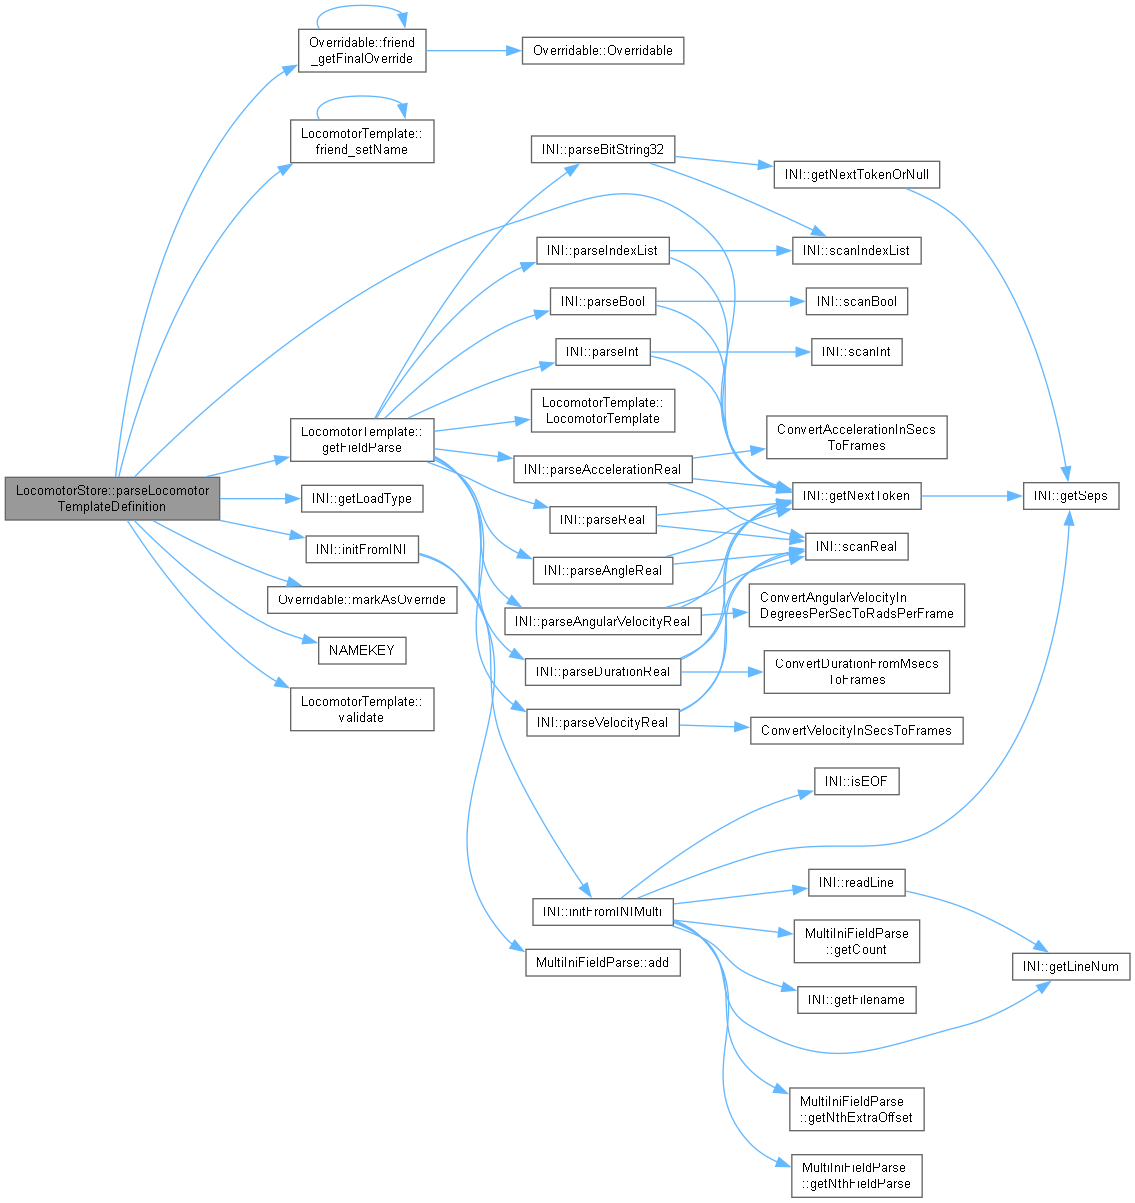 LocomotorStore::parseLocomotor
TemplateDefinition
Overridable::friend
_getFinalOverride
Overridable::Overridable
LocomotorTemplate::
friend_setName
LocomotorTemplate::
getFieldParse
INI::getLoadType
INI::initFromINI
Overridable::markAsOverride
NAMEKEY
LocomotorTemplate::
validate
INI::parseBitString32
INI::parseIndexList
INI::parseBool
INI::parseInt
LocomotorTemplate::
LocomotorTemplate
INI::parseAccelerationReal
INI::parseReal
INI::parseAngleReal
INI::parseAngularVelocityReal
INI::parseDurationReal
INI::parseVelocityReal
INI::initFromINIMulti
MultiIniFieldParse::add
INI::getNextTokenOrNull
INI::scanIndexList
INI::scanBool
INI::scanInt
ConvertAccelerationInSecs
ToFrames
INI::getNextToken
INI::scanReal
ConvertAngularVelocityIn
DegreesPerSecToRadsPerFrame
ConvertDurationFromMsecs
ToFrames
ConvertVelocityInSecsToFrames
INI::isEOF
INI::readLine
MultiIniFieldParse
::getCount
INI::getFilename
MultiIniFieldParse
::getNthExtraOffset
MultiIniFieldParse
::getNthFieldParse
INI::getSeps
INI::getLineNum